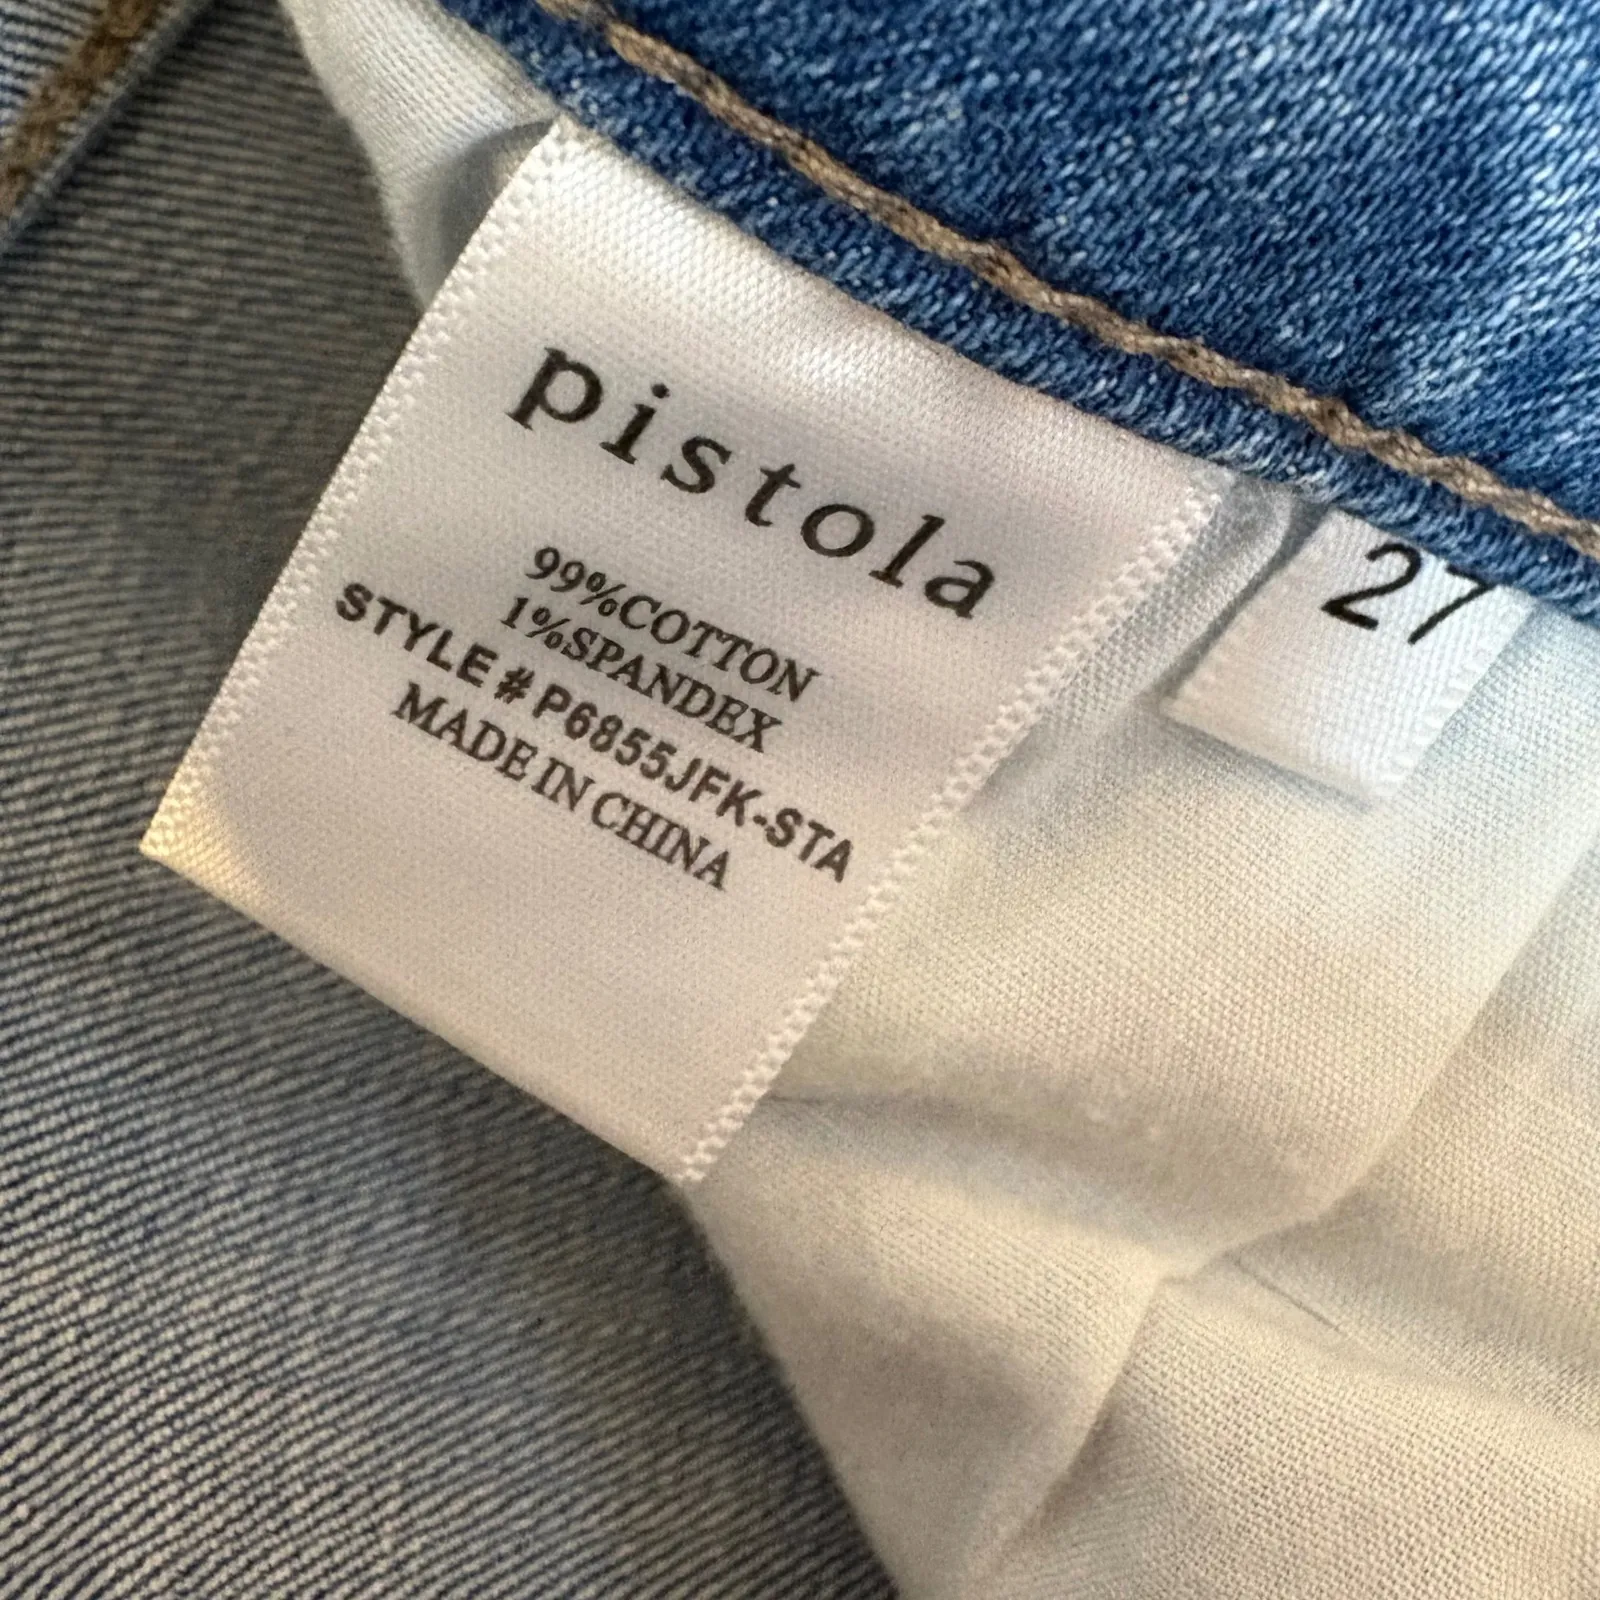 pistola
99%COTTON
1%SPANDEX
STYLE # P6855JFK-STA
MADE IN CHINA
27